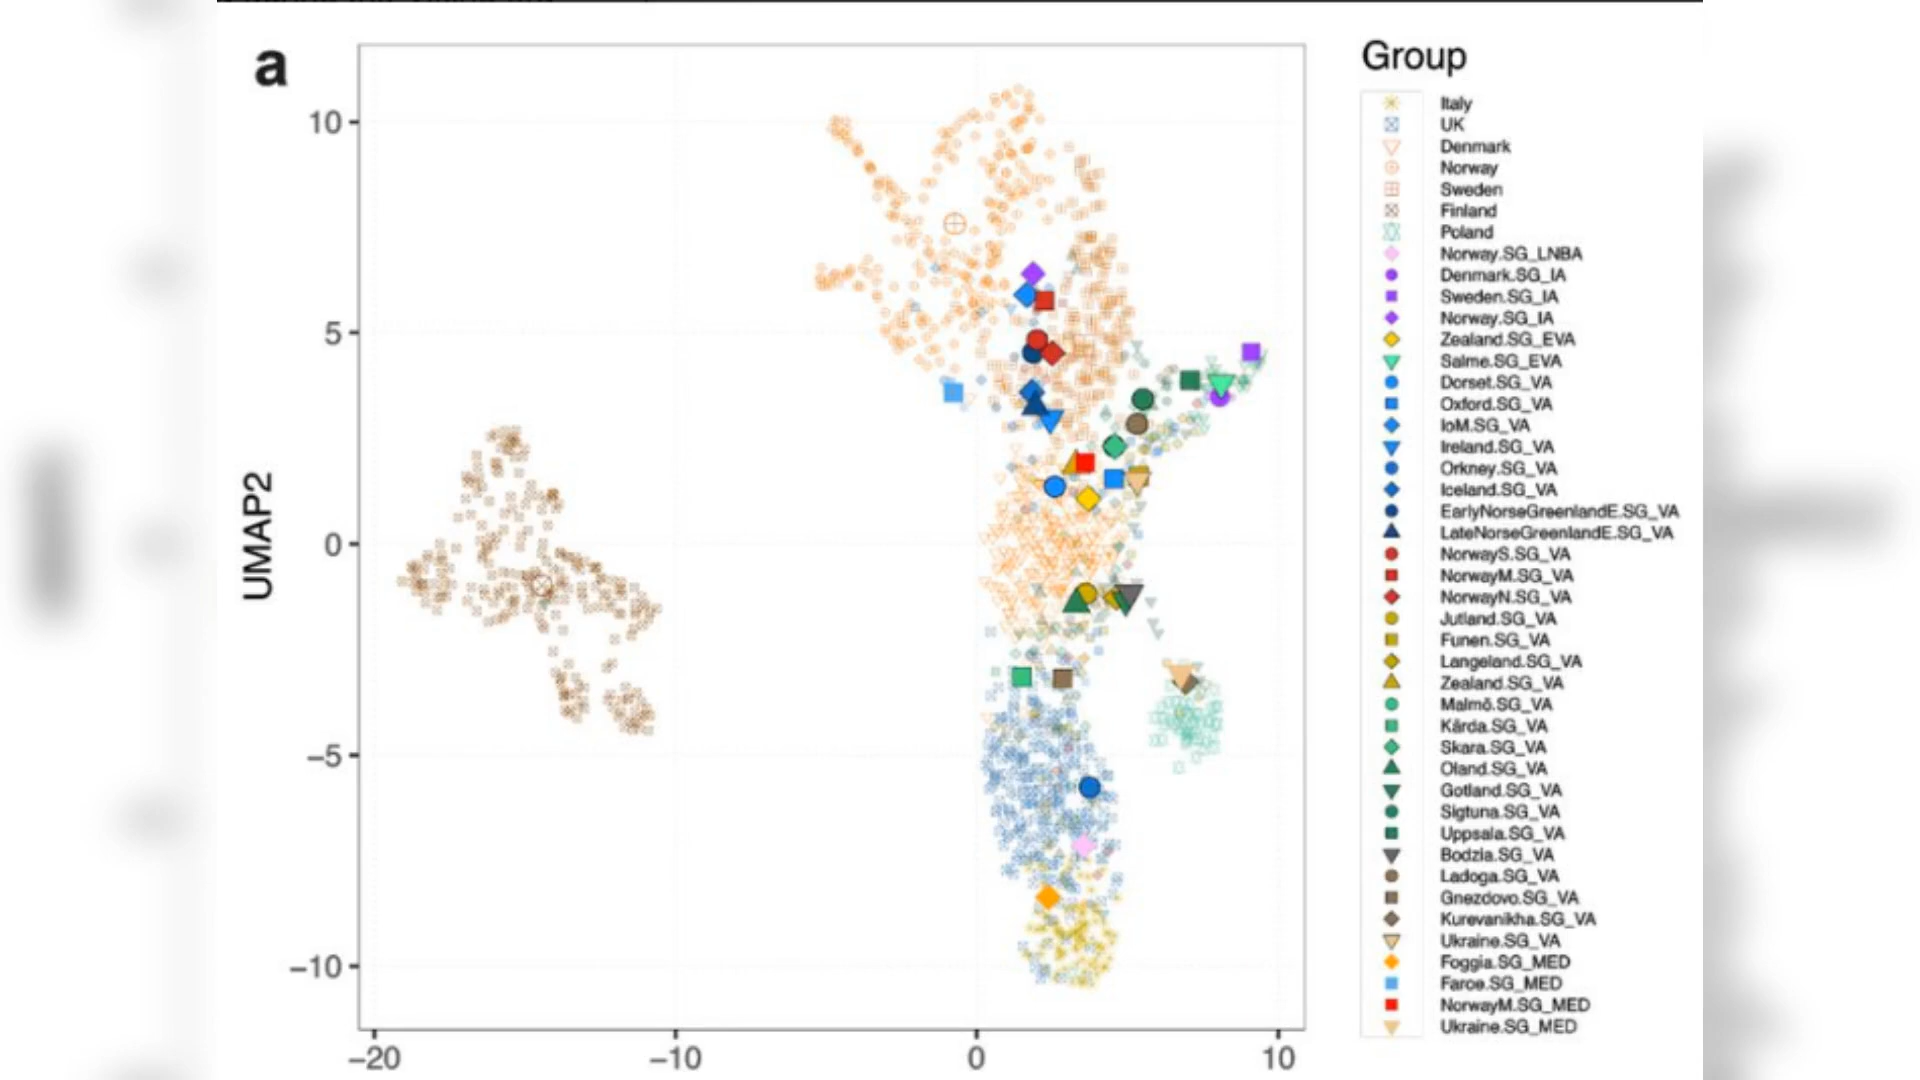 a
Group
Italy
UK
Denmark
Norway
Sweden
Finland
Poland
Norway.SG_LNBA
Denmark.SG_IA
Sweden.SG_IA
Norway.SG_IA
Zealand.SG_EVA
Salme.SG_EVA
Dorset.SG_VA
Oxford.SG_VA
IoM.SG_VA
Ireland.SG_VA
Orkney.SG_VA
Iceland.SG_VA
EarlyNorseGreenlandE.SG_VA
LateNorseGreenlandE.SG_VA
NorwayS.SG_VA
NorwayM.SG_VA
NorwayN.SG_VA
Jutland.SG_VA
Funen.SG_VA
Langeland.SG_VA
Zealand.SG_VA
Malmö.SG_VA
Kärda.SG_VA
Skara.SG_VA
Oland.SG_VA
Gotland.SG_VA
Sigtuna.SG_VA
Uppsala.SG_VA
Bodzia.SG_VA
Ladoga.SG_VA
Gnezdovo.SG_VA
Kurevanikha.SG_VA
Ukraine.SG_VA
Foggia.SG_MED
Faroe.SG_MED
NorwayM.SG_MED
Ukraine.SG_MED
UMAP2
10
5
0
−5
−10
−20
−10
0
10